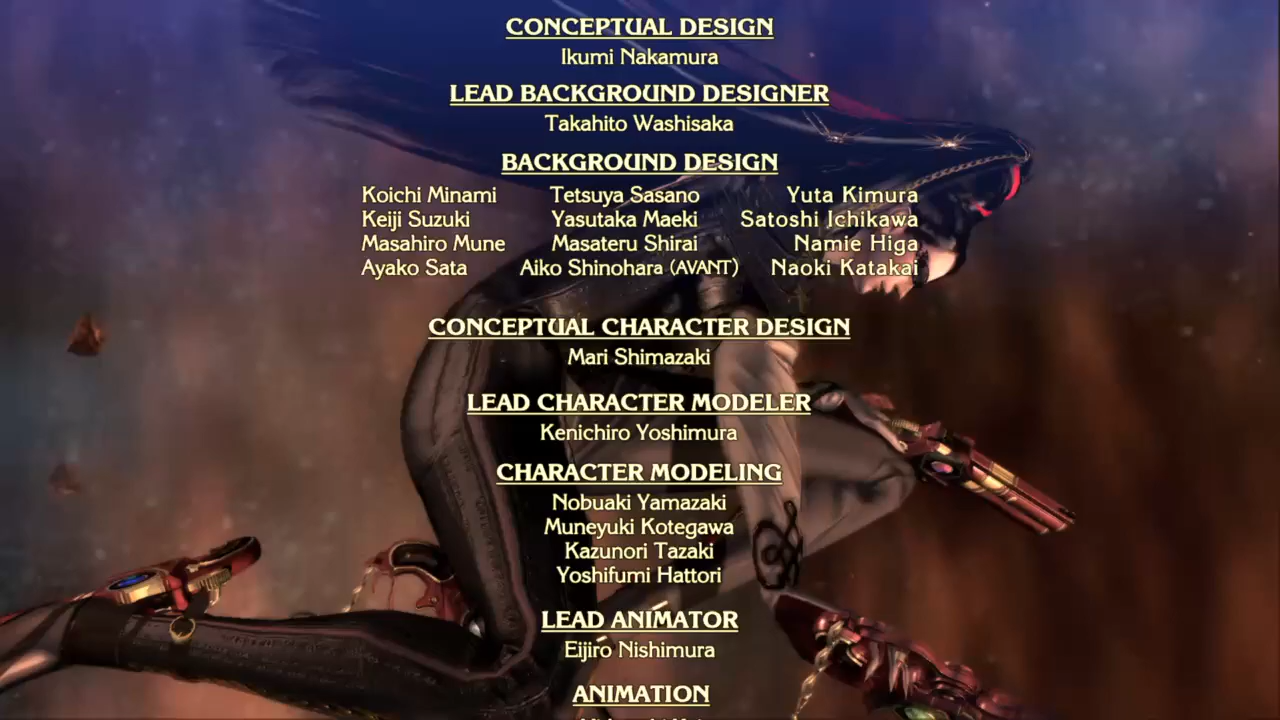 CONCEPTUAL DESIGN
Ikumi Nakamura
LEAD BACKGROUND DESIGNER
Takahito Washisaka
BACKGROUND DESIGN
Koichi Minami Tetsuya Sasano Yuta Kimura
Keiji Suzuki Yasutaka Maeki Satoshi Ichikawa
Masahiro Mune Masateru Shirai Namie Higa
Ayako Sata Aiko Shinohara (AVANT) Naoki Katakai
CONCEPTUAL CHARACTER DESIGN
Mari Shimazaki
LEAD CHARACTER MODELER
Kenichiro Yoshimura
CHARACTER MODELING
Nobuaki Yamazaki
Muneyuki Kotegawa
Kazunori Tazaki
Yoshifumi Hattori
LEAD ANIMATOR
Eijiro Nishimura
ANIMATION